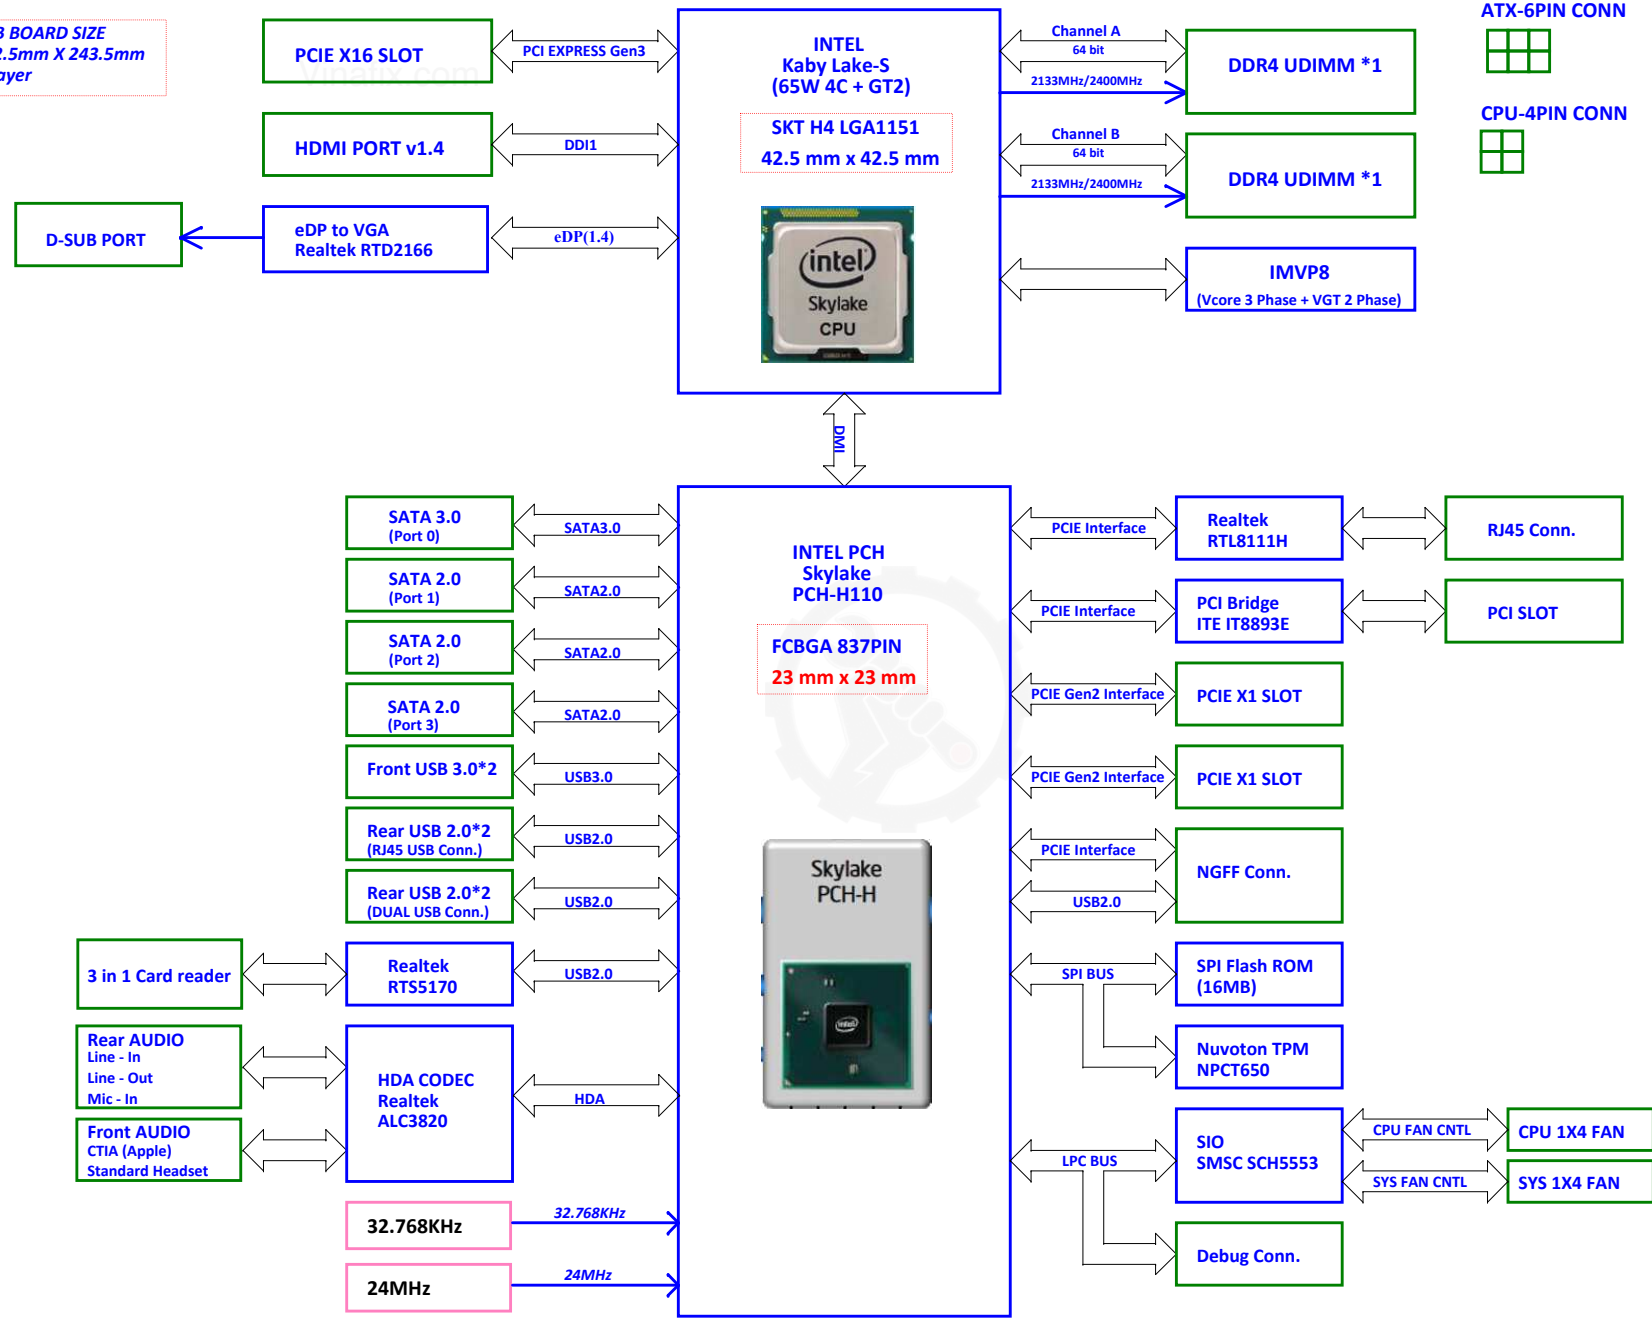 3 BOARD SIZE
2.5mm X 243.5mm
ayer
PCIE X16 SLOT
Vinafix.com
PCI EXPRESS Gen3
HDMI PORT v1.4
DDI1
D-SUB PORT
eDP to VGA
Realtek RTD2166
eDP(1.4)
INTEL
Kaby Lake-S
(65W 4C + GT2)
SKT H4 LGA1151
42.5 mm x 42.5 mm
intel
Skylake
CPU
Channel A
64 bit
2133MHz/2400MHz
DDR4 UDIMM *1
Channel B
64 bit
2133MHz/2400MHz
DDR4 UDIMM *1
IMVP8
(Vcore 3 Phase + VGT 2 Phase)
ATX-6PIN CONN
CPU-4PIN CONN
DMI
SATA 3.0
(Port 0)
SATA3.0
SATA 2.0
(Port 1)
SATA2.0
SATA 2.0
(Port 2)
SATA2.0
SATA 2.0
(Port 3)
SATA2.0
Front USB 3.0*2
USB3.0
Rear USB 2.0*2
(RJ45 USB Conn.)
USB2.0
Rear USB 2.0*2
(DUAL USB Conn.)
USB2.0
3 in 1 Card reader
Realtek
RTS5170
USB2.0
Rear AUDIO
Line - In
Line - Out
Mic - In
Front AUDIO
CTIA (Apple)
Standard Headset
HDA CODEC
Realtek
ALC3820
HDA
32.768KHz
32.768KHz
24MHz
24MHz
INTEL PCH
Skylake
PCH-H110
FCBGA 837PIN
23 mm x 23 mm
Skylake
PCH-H
intel
PCIE Interface
Realtek
RTL8111H
RJ45 Conn.
PCIE Interface
PCI Bridge
ITE IT8893E
PCI SLOT
PCIE Gen2 Interface
PCIE X1 SLOT
PCIE Gen2 Interface
PCIE X1 SLOT
PCIE Interface
USB2.0
NGFF Conn.
SPI BUS
SPI Flash ROM
(16MB)
Nuvoton TPM
NPCT650
LPC BUS
SIO
SMSC SCH5553
CPU FAN CNTL
CPU 1X4 FAN
SYS FAN CNTL
SYS 1X4 FAN
Debug Conn.